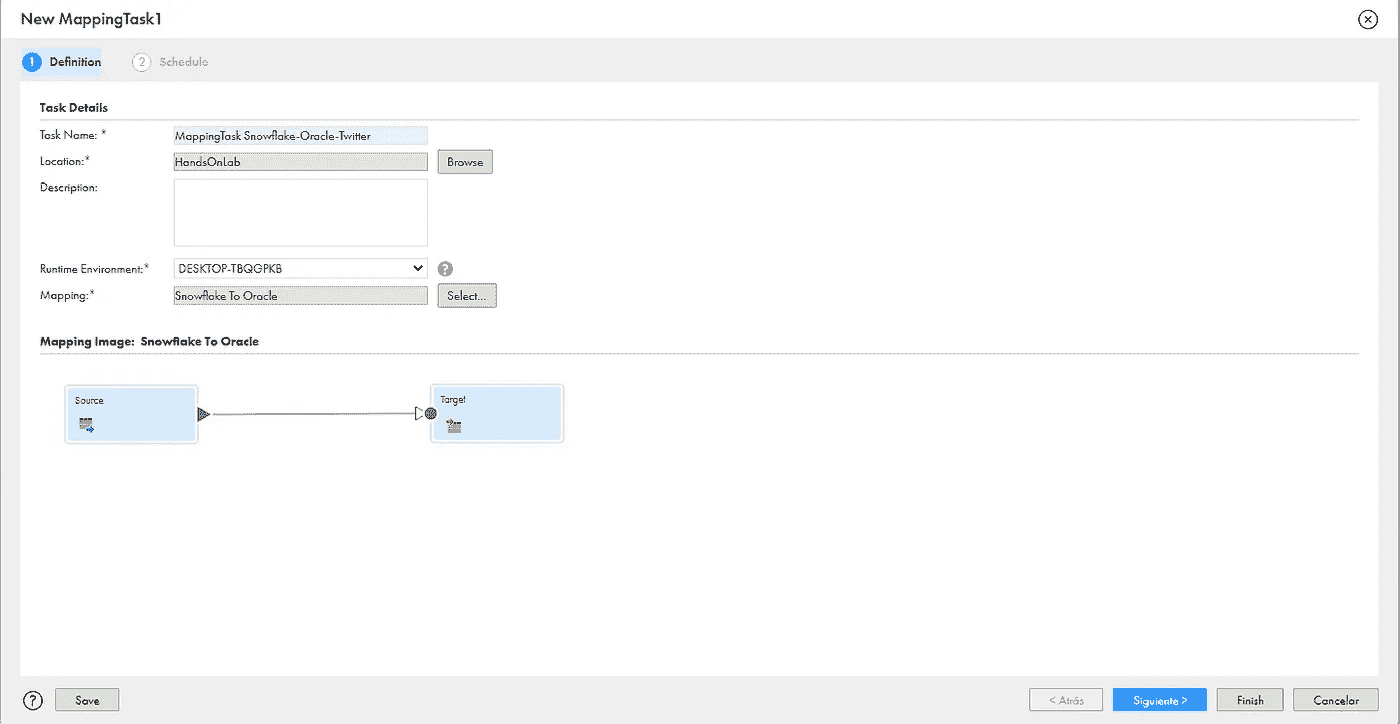 New MappingTask1
1 Definition 2 Schedule
Task Details
Task Name: * MappingTask Snowflake-Oracle-Twitter
Location:* HandsOnLab Browse
Description:
Runtime Environment:* DESKTOP-TBQGPKB ?
Mapping:* Snowflake To Oracle Select...
Mapping Image: Snowflake To Oracle
Source Target
? Save < Atrás Siguiente > Finish Cancelar